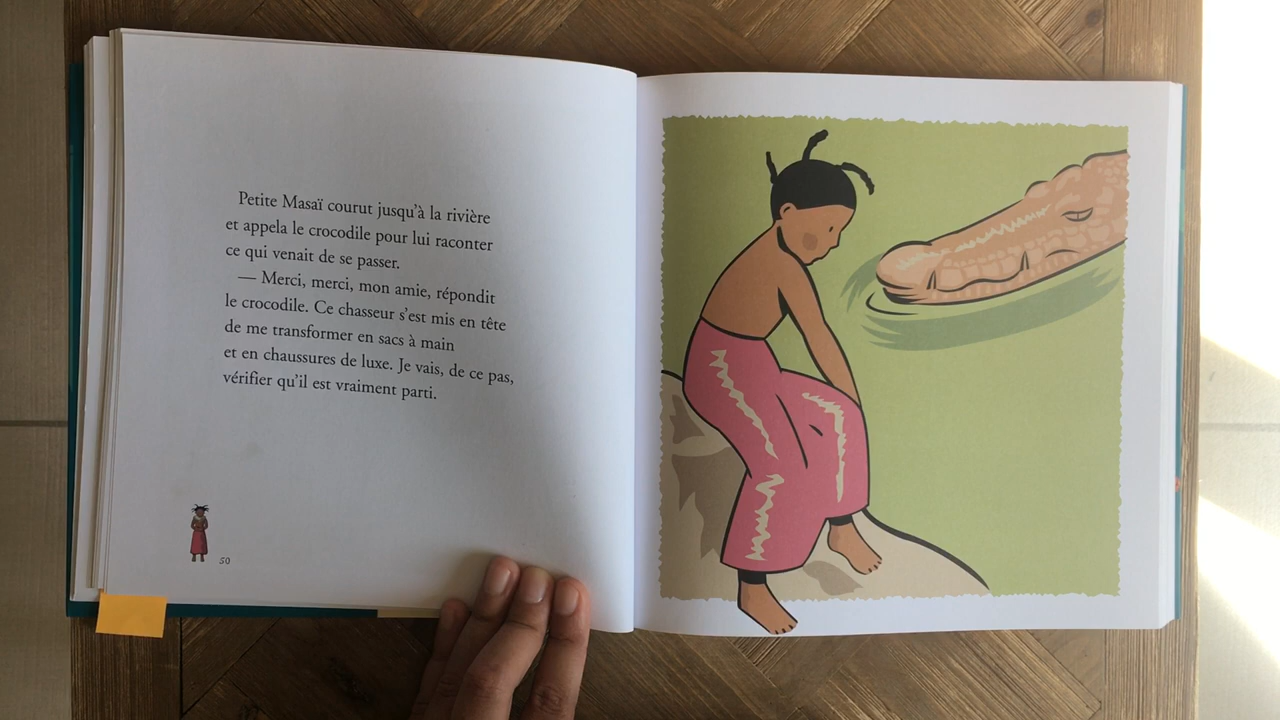 Petite Masaï courut jusqu'à la rivière
et appela le crocodile pour lui raconter
ce qui venait de se passer.
— Merci, merci, mon amie, répondit
le crocodile. Ce chasseur s'est mis en tête
de me transformer en sacs à main
et en chaussures de luxe. Je vais, de ce pas,
vérifier qu'il est vraiment parti.
50